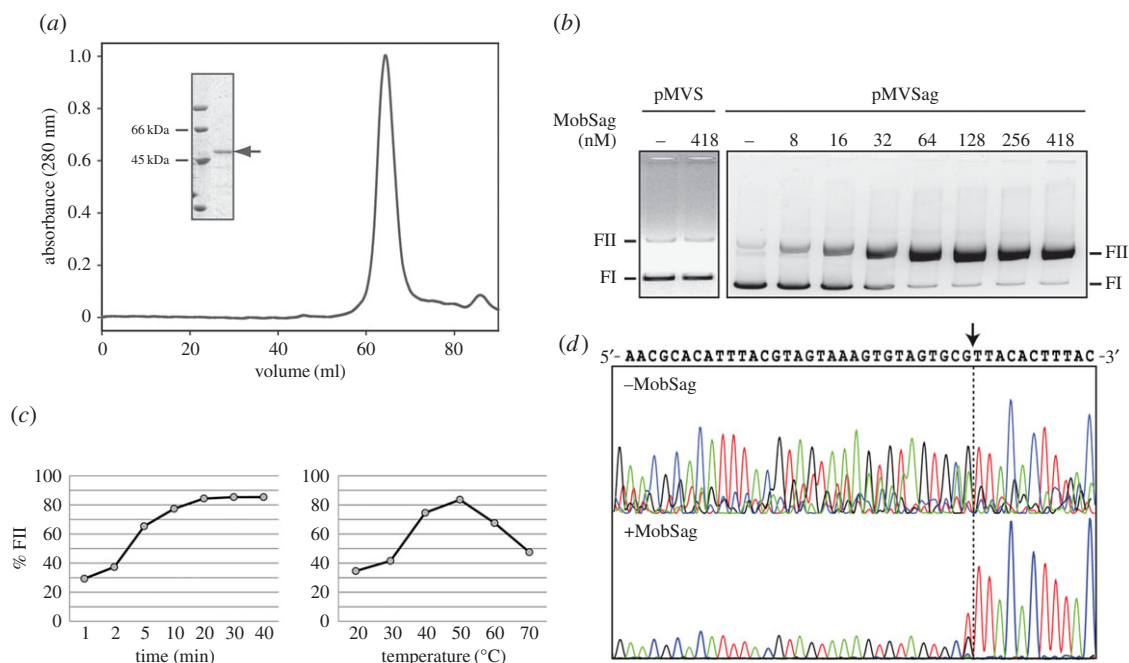 (a)
1.0
0.8
0.6
0.4
0.2
0
absorbance (280 nm)
66 kDa
45 kDa
0 20 40 60 80
volume (ml)
(b)
pMVS pMVSag
MobSag (nM) – 418 – 8 16 32 64 128 256 418
FII FII
FI FI
(c)
100
80
60
40
20
0
% FII
1 2 5 10 20 30 40
time (min)
100
80
60
40
20
0
20 30 40 50 60 70
temperature (°C)
(d)
5′- AACGCACATTTACGTAGTAAAGTGTAGTGCGTTACACTTTAC -3′
–MobSag
+MobSag